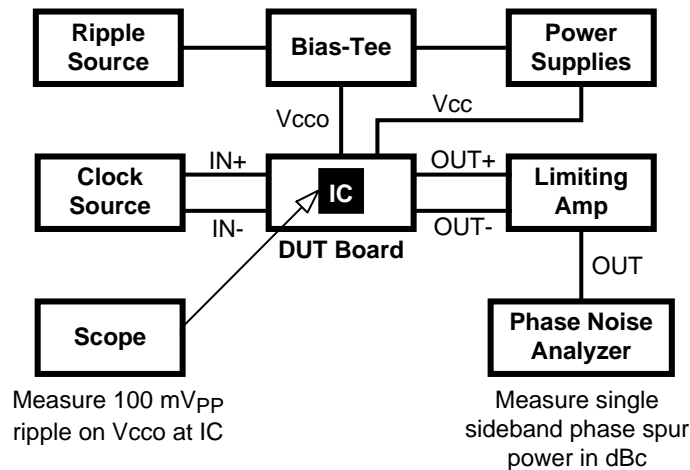 Ripple
Source
Bias-Tee
Power
Supplies
Vcco
Vcc
Clock
Source
IN+
IN-
IC
DUT Board
OUT+
OUT-
Limiting
Amp
OUT
Scope
Phase Noise
Analyzer
Measure 100 mVPP
ripple on Vcco at IC
Measure single
sideband phase spur
power in dBc